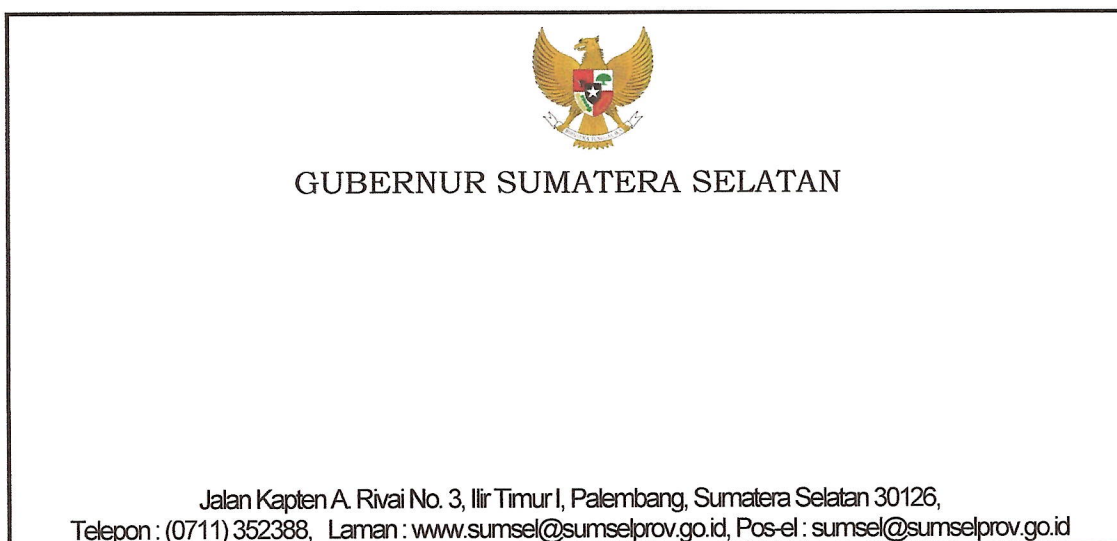 GUBERNUR SUMATERA SELATAN
Jalan Kapten A. Rivai No. 3, Ilir Timur I, Palembang, Sumatera Selatan 30126,
Telepon : (0711) 352388, Laman : www.sumsel@sumselprov.go.id, Pos-el : sumsel@sumselprov.go.id